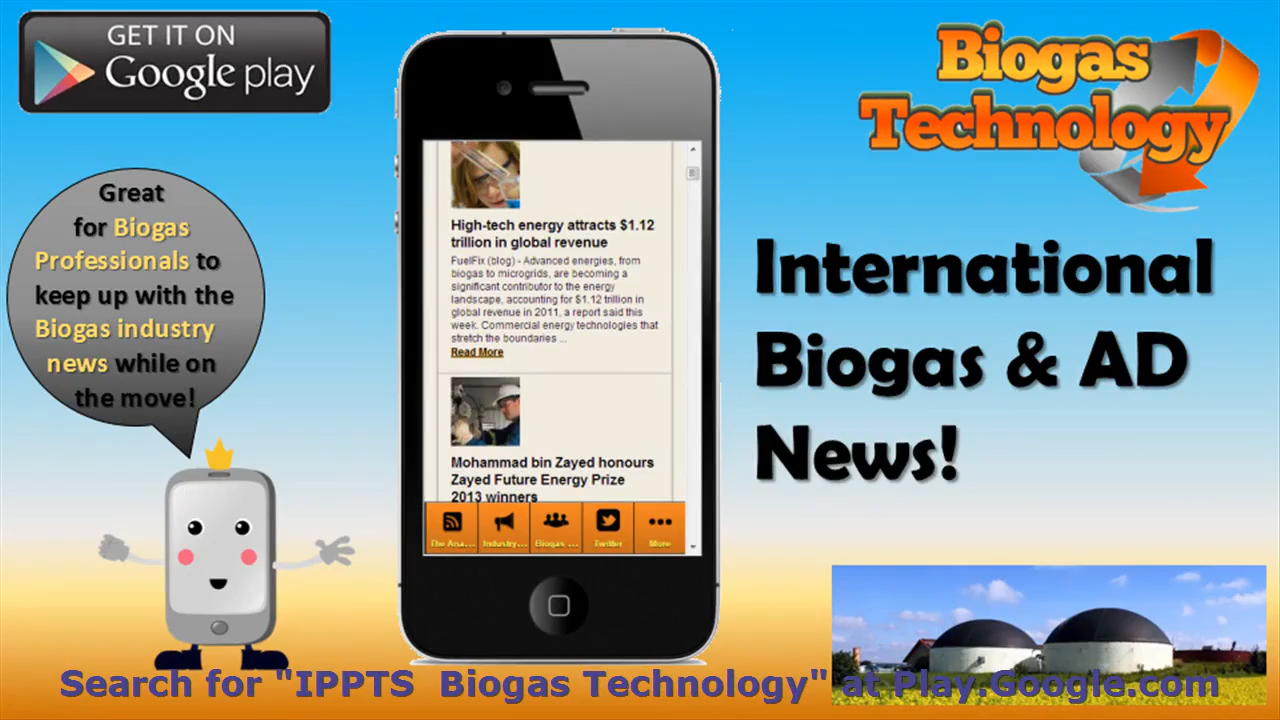 GET IT ON
Google play
Biogas
Technology
Great
for Biogas
Professionals to
keep up with the
Biogas industry
news while on
the move!
High-tech energy attracts $1.12
trillion in global revenue
FuelFix (blog) - Advanced energies, from
biogas to microgrids, are becoming a
significant contributor to the energy
landscape, accounting for $1.12 trillion in
global revenue in 2011, a report said this
week. Commercial energy technologies that
stretch the boundaries ...
Read More
Mohammad bin Zayed honours
Zayed Future Energy Prize
2013 winners
The Ana... Industry... Biogas ... Twitter More
International
Biogas & AD
News!
Search for "IPPTS  Biogas Technology" at Play.Google.com